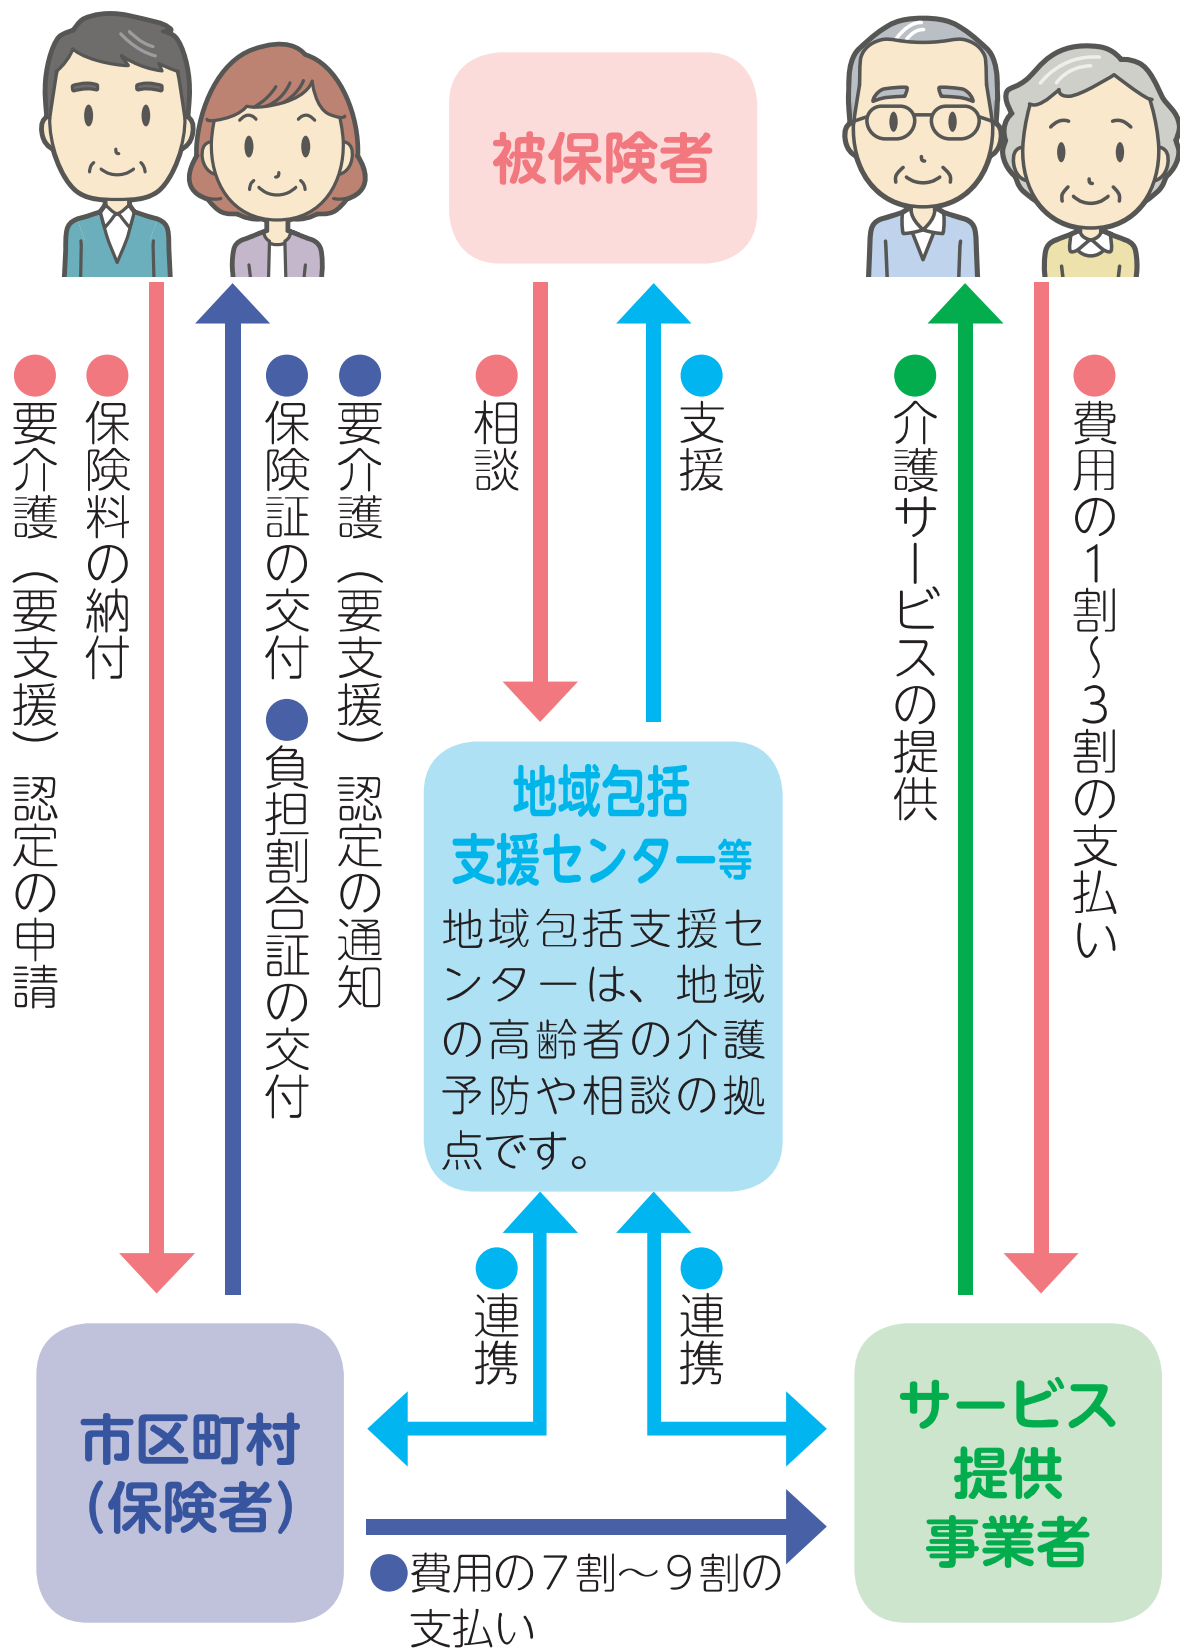 被保険者
●要介護（要支援）認定の申請
●保険料の納付
●保険証の交付 ●負担割合証の交付
●要介護（要支援）認定の通知
●相談
●支援
●介護サービスの提供
●費用の1割～3割の支払い
地域包括
支援センター等
地域包括支援セ
ンターは、地域
の高齢者の介護
予防や相談の拠
点です。
●連携
●連携
市区町村
（保険者）
サービス
提供
事業者
●費用の7割～9割の
支払い